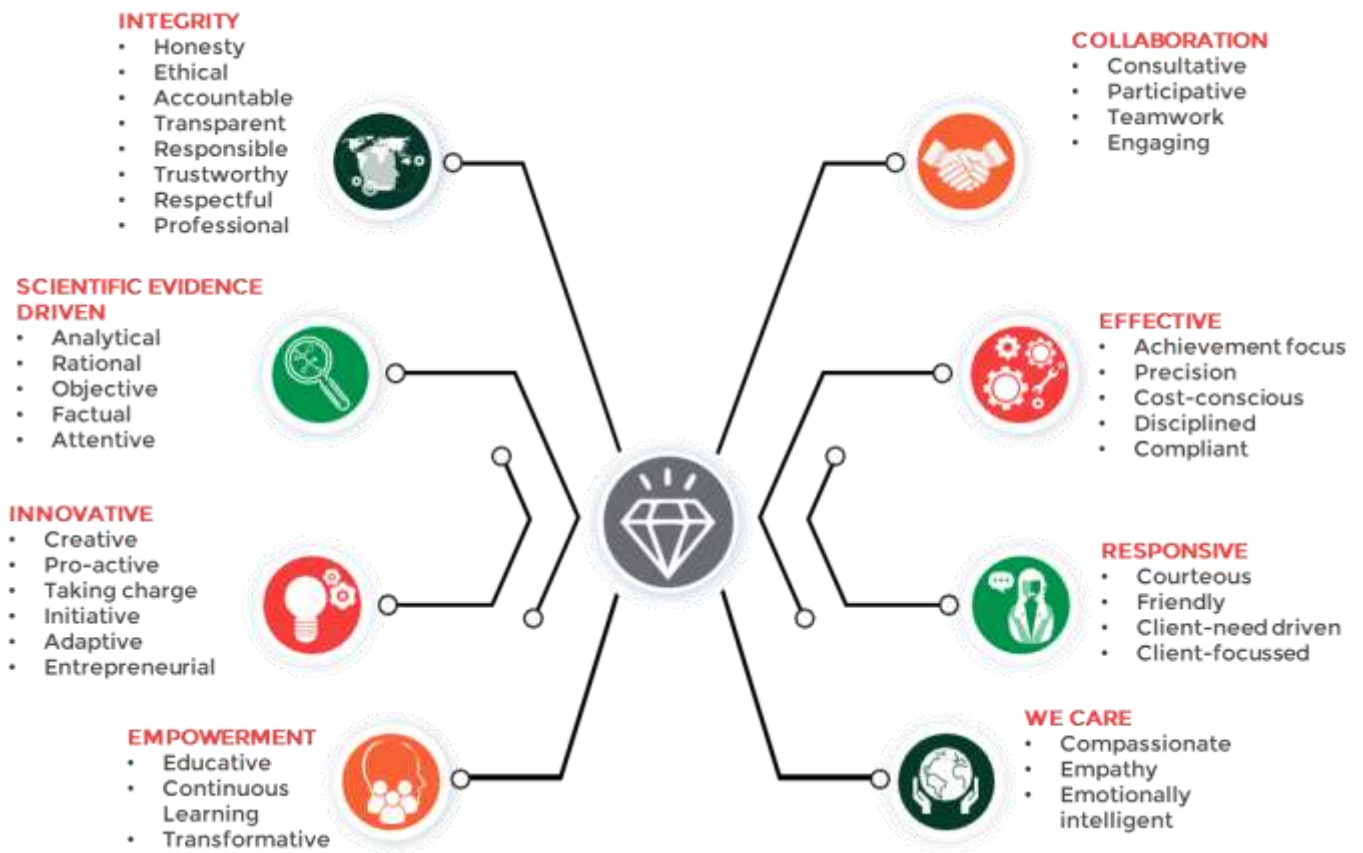 INTEGRITY
• Honesty
• Ethical
• Accountable
• Transparent
• Responsible
• Trustworthy
• Respectful
• Professional
SCIENTIFIC EVIDENCE
DRIVEN
• Analytical
• Rational
• Objective
• Factual
• Attentive
INNOVATIVE
• Creative
• Pro-active
• Taking charge
• Initiative
• Adaptive
• Entrepreneurial
EMPOWERMENT
• Educative
• Continuous
Learning
• Transformative
COLLABORATION
• Consultative
• Participative
• Teamwork
• Engaging
EFFECTIVE
• Achievement focus
• Precision
• Cost-conscious
• Disciplined
• Compliant
RESPONSIVE
• Courteous
• Friendly
• Client-need driven
• Client-focussed
WE CARE
• Compassionate
• Empathy
• Emotionally
intelligent